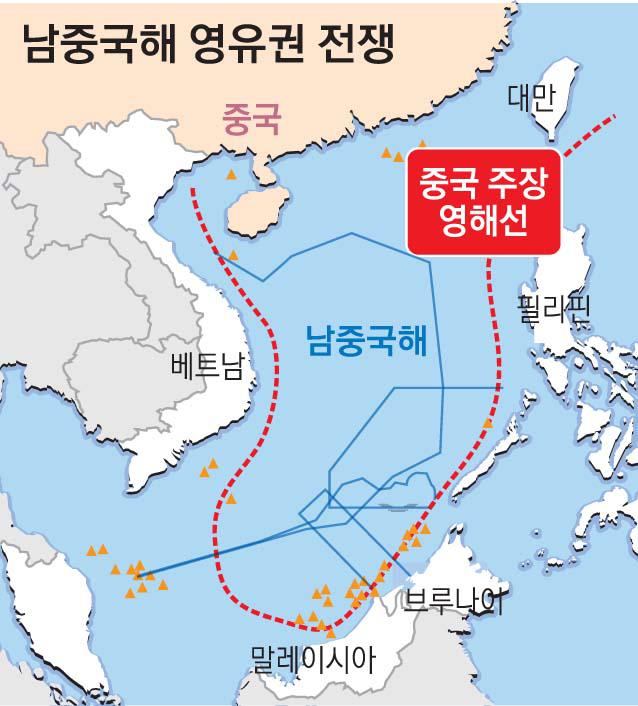 남중국해 영유권 전쟁
대만
중국
중국 주장
영해선
필리핀
남중국해
베트남
브루나이
말레이시아